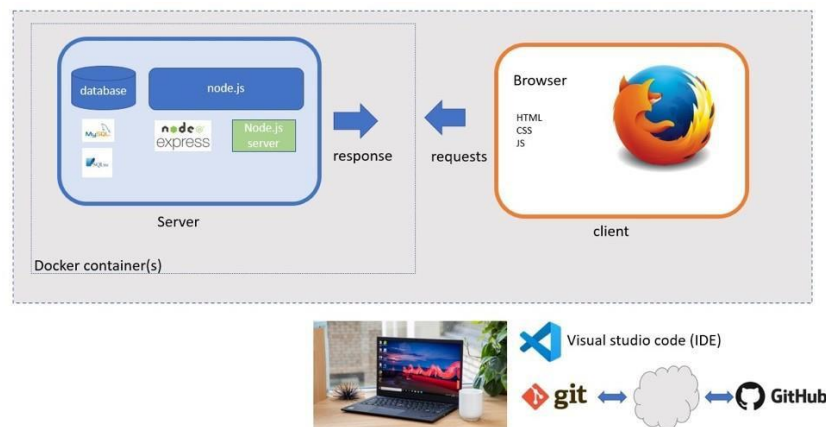 database
node.js
MySQL
node
express
Node.js
server
response
requests
Server
Docker container(s)
Browser
HTML
CSS
JS
client
Visual studio code (IDE)
git
GitHub